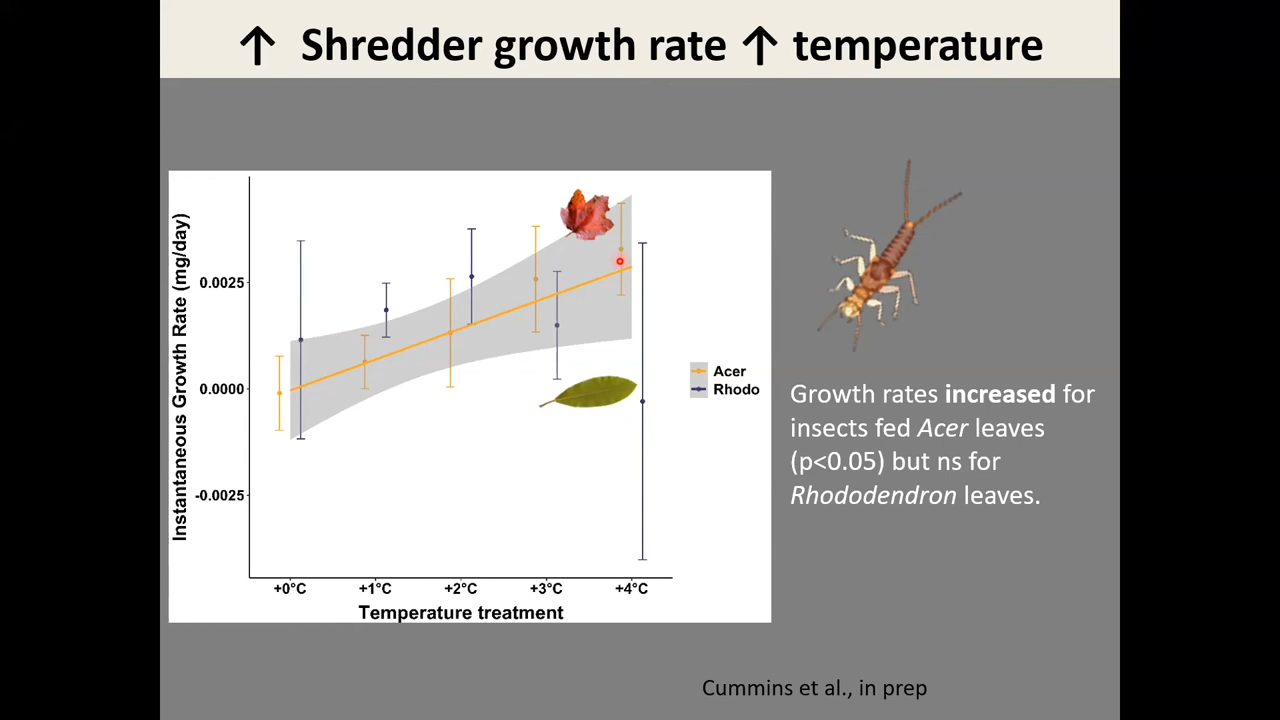 ↑ Shredder growth rate ↑ temperature
Instantaneous Growth Rate (mg/day)
0.0025
0.0000
-0.0025
+0°C +1°C +2°C +3°C +4°C
Temperature treatment
Acer
Rhodo
Growth rates increased for
insects fed Acer leaves
(p<0.05) but ns for
Rhododendron leaves.
Cummins et al., in prep